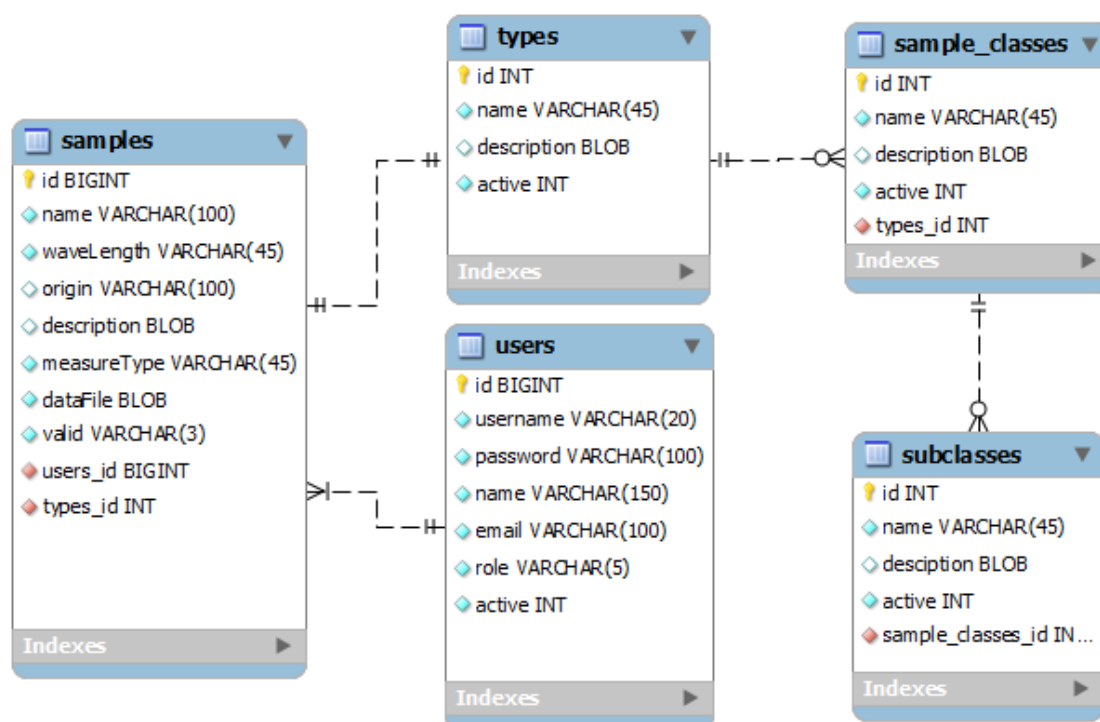 samples
id BIGINT
name VARCHAR(100)
waveLength VARCHAR(45)
origin VARCHAR(100)
description BLOB
measureType VARCHAR(45)
dataFile BLOB
valid VARCHAR(3)
users_id BIGINT
types_id INT
Indexes
types
id INT
name VARCHAR(45)
description BLOB
active INT
Indexes
users
id BIGINT
username VARCHAR(20)
password VARCHAR(100)
name VARCHAR(150)
email VARCHAR(100)
role VARCHAR(5)
active INT
Indexes
sample_classes
id INT
name VARCHAR(45)
description BLOB
active INT
types_id INT
Indexes
subclasses
id INT
name VARCHAR(45)
desciption BLOB
active INT
sample_classes_id IN...
Indexes